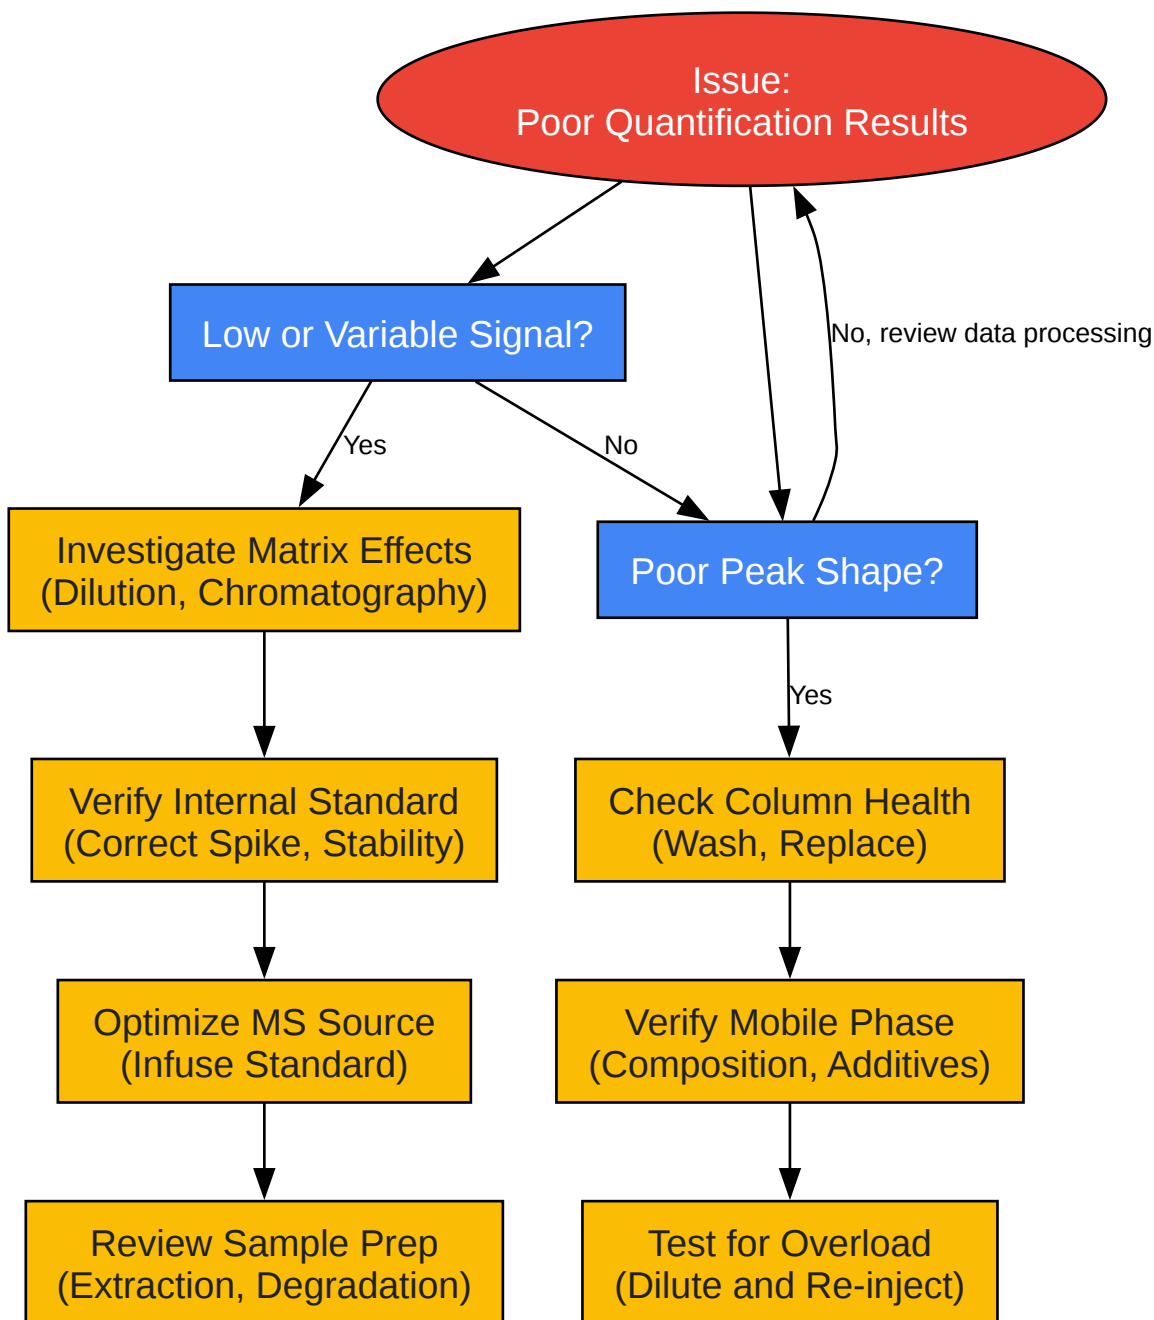 Issue:
Poor Quantification Results
Low or Variable Signal?
No, review data processing
Yes
No
Investigate Matrix Effects
(Dilution, Chromatography)
Poor Peak Shape?
Yes
Verify Internal Standard
(Correct Spike, Stability)
Check Column Health
(Wash, Replace)
Optimize MS Source
(Infuse Standard)
Verify Mobile Phase
(Composition, Additives)
Review Sample Prep
(Extraction, Degradation)
Test for Overload
(Dilute and Re-inject)